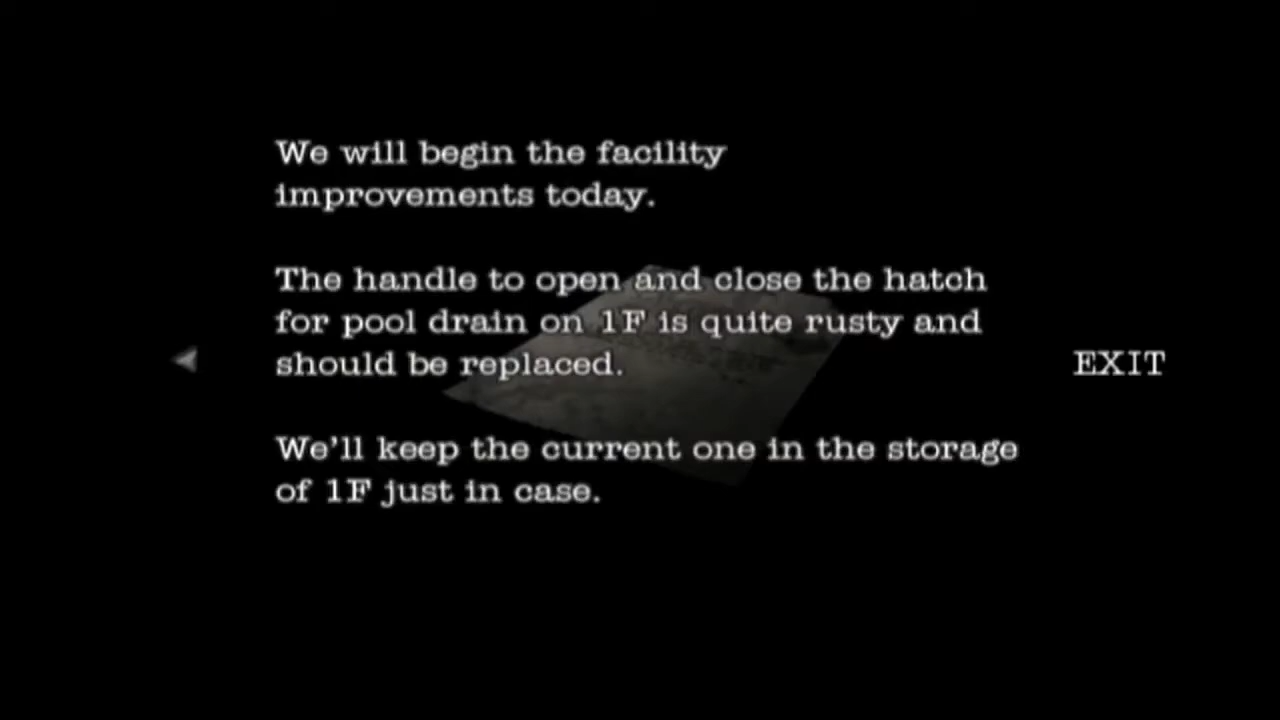 We will begin the facility
improvements today.
The handle to open and close the hatch
for pool drain on 1F is quite rusty and
should be replaced.
EXIT
We'll keep the current one in the storage
of 1F just in case.